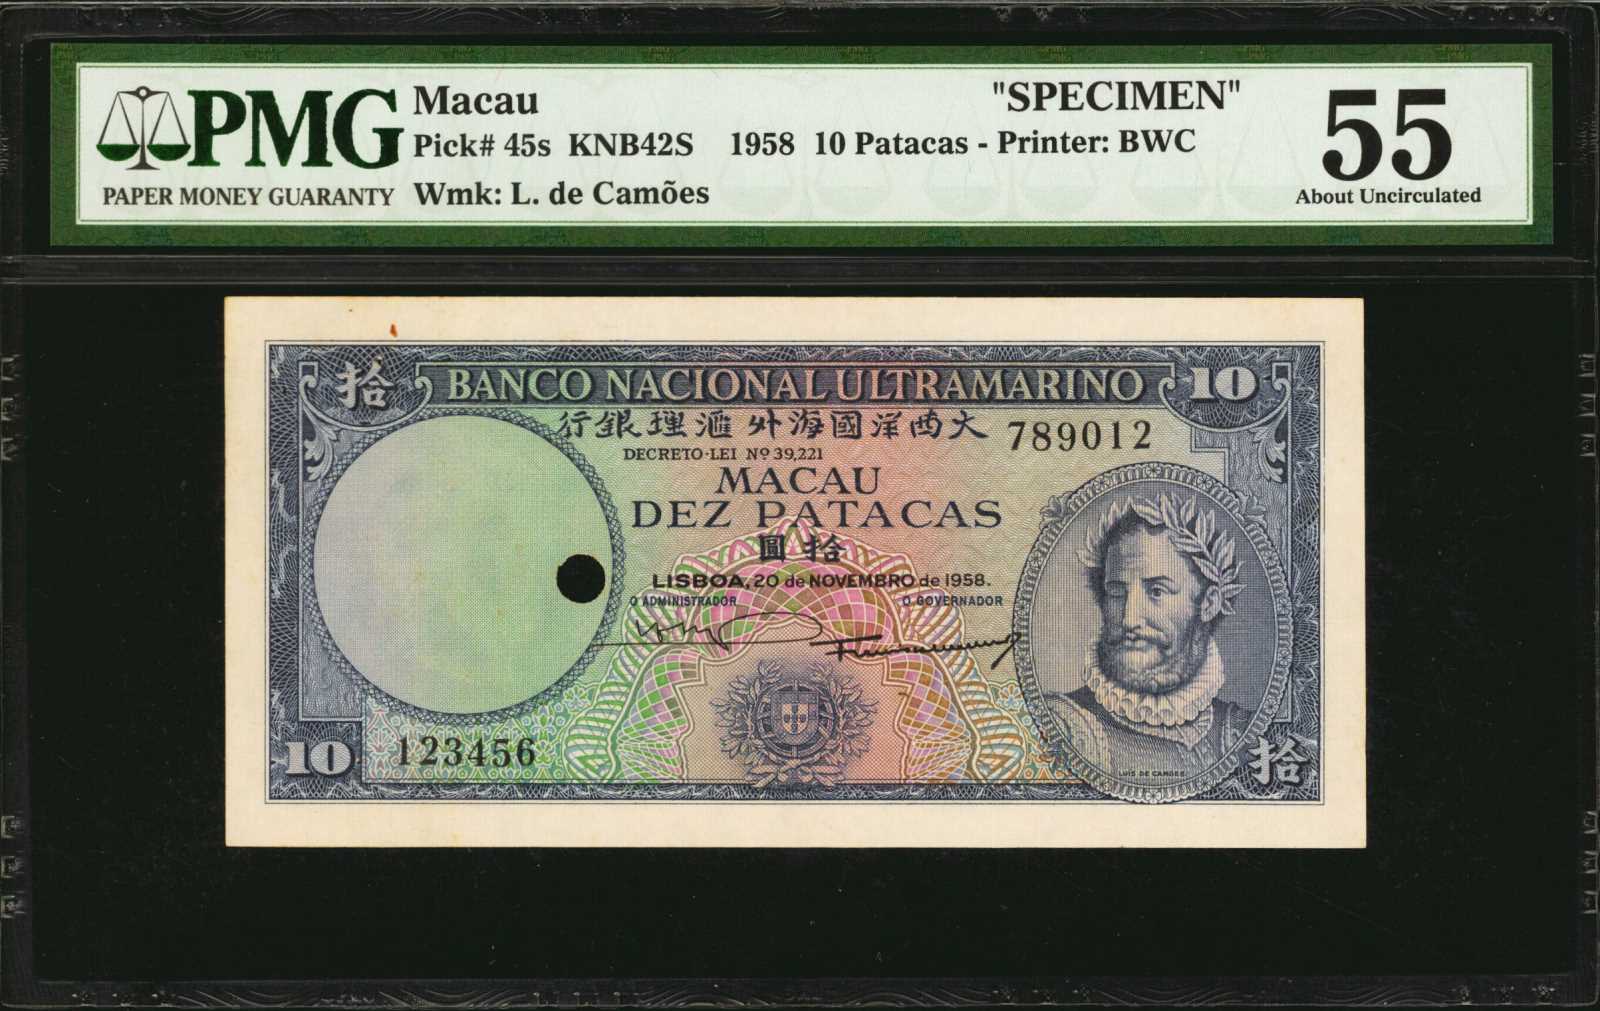 PMG
PAPER MONEY GUARANTY
Macau "SPECIMEN"
Pick# 45s KNB42S 1958 10 Patacas - Printer: BWC
Wmk: L. de Camões
55
About Uncirculated
拾 BANCO NACIONAL ULTRAMARINO 10
行銀理滙外海國洋西大 789012
DECRETO-LEI Nº 39,221
MACAU
DEZ PATACAS
圓拾
LISBOA, 20 de NOVEMBRO de 1958.
O ADMINISTRADOR O GOVERNADOR
10 123456
LUIS DE CAMÕES
拾